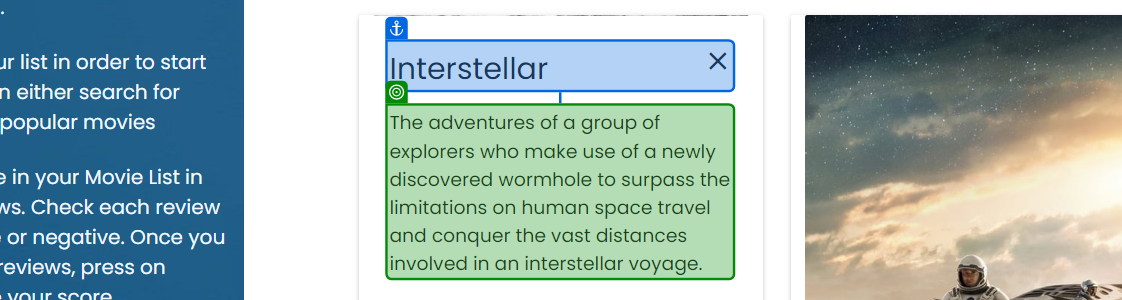 ur list in order to start
n either search for
popular movies
e in your Movie List in
ws. Check each review
e or negative. Once you
reviews, press on
e your score
Interstellar
The adventures of a group of
explorers who make use of a newly
discovered wormhole to surpass the
limitations on human space travel
and conquer the vast distances
involved in an interstellar voyage.